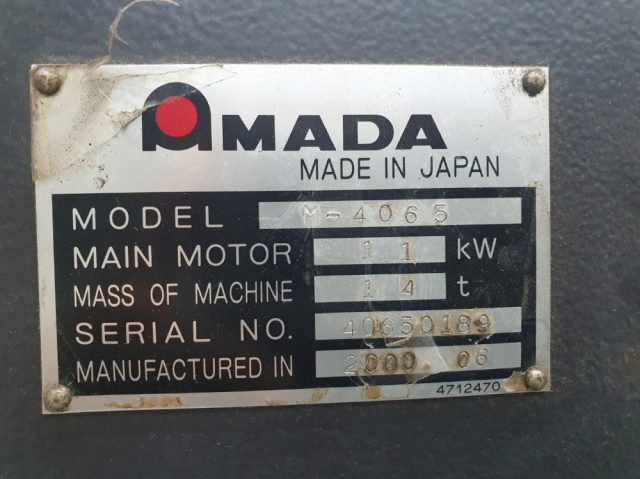 AMADA
MADE IN JAPAN
MODEL M-4065
MAIN MOTOR 11 kW
MASS OF MACHINE 14 t
SERIAL NO. 40650189
MANUFACTURED IN 2000 06
4712470